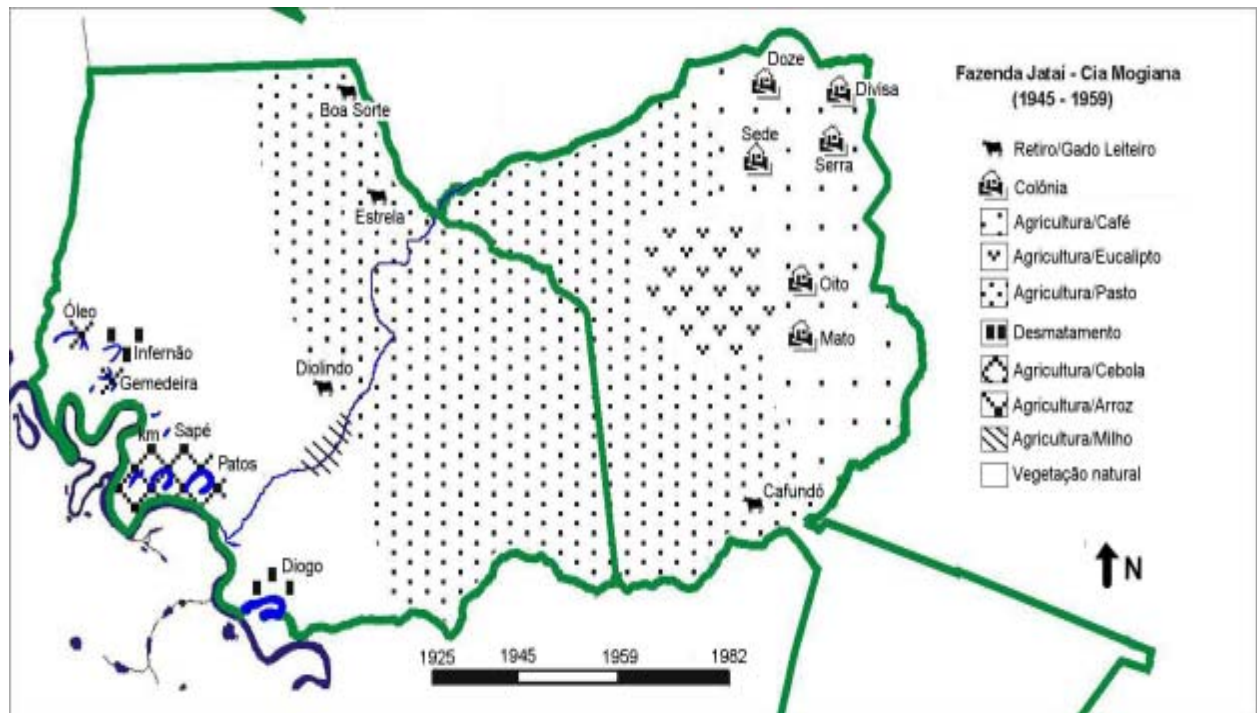 Fazenda Jataí - Cia Mogiana
(1945 - 1959)
Retiro/Gado Leiteiro
Colônia
Agricultura/Café
Agricultura/Eucalipto
Agricultura/Pasto
Desmatamento
Agricultura/Cebola
Agricultura/Arroz
Agricultura/Milho
Vegetação natural
N
Doze
Divisa
Boa Sorte
Sede
Serra
Estrela
Oito
Óleo
Infernão
Mato
Gemedeira
Diolindo
km
Sapé
Patos
Cafundó
Diogo
1925 1945 1959 1982